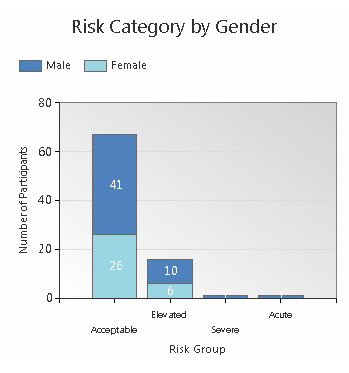 Risk Category by Gender
Male Female
80
60
40
20
0
Number of Participants
41
26
10
6
Acceptable
Elevated
Severe
Acute
Risk Group